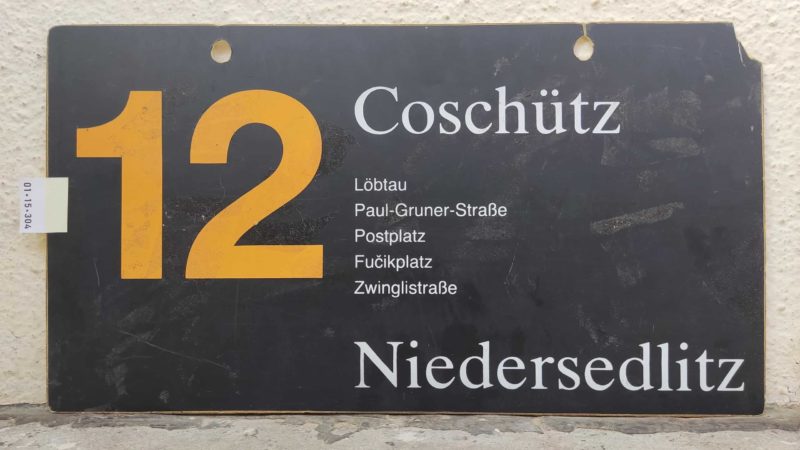 12
Coschütz
Löbtau
Paul-Gruner-Straße
Postplatz
Fučikplatz
Zwinglistraße
Niedersedlitz
01-15-304